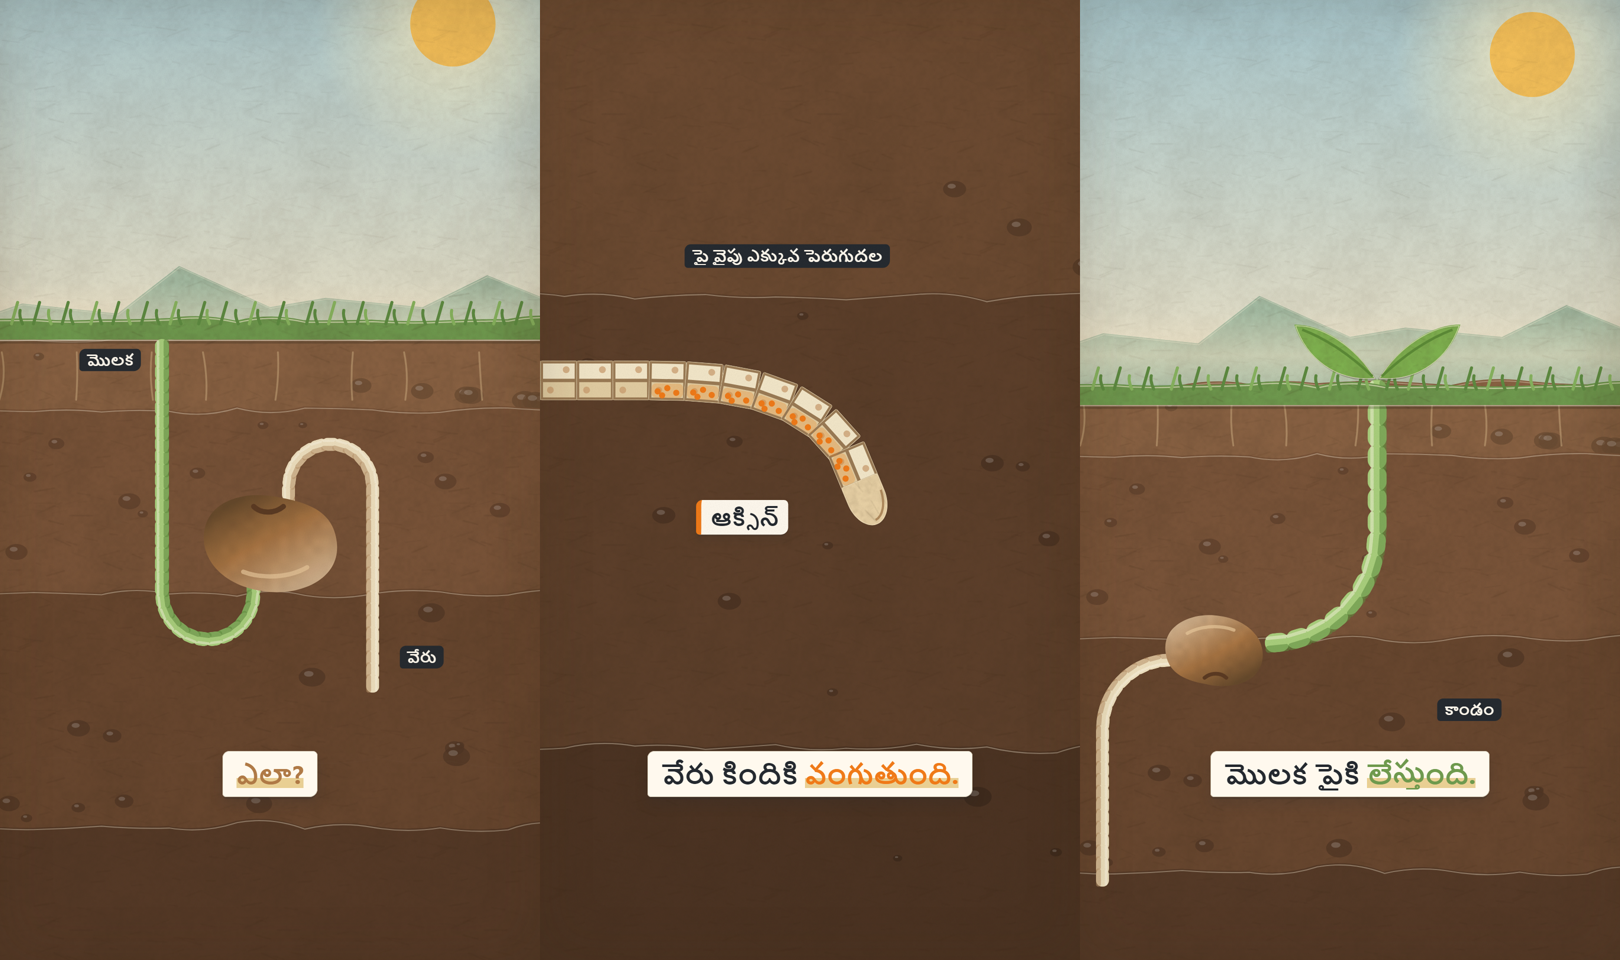 మొలక
వేరు
ఎలా?
పై వైపు ఎక్కువ పెరుగుదల
ఆక్సిన్
వేరు కిందికి వంగుతుంది.
కాండం
మొలక పైకి లేస్తుంది.